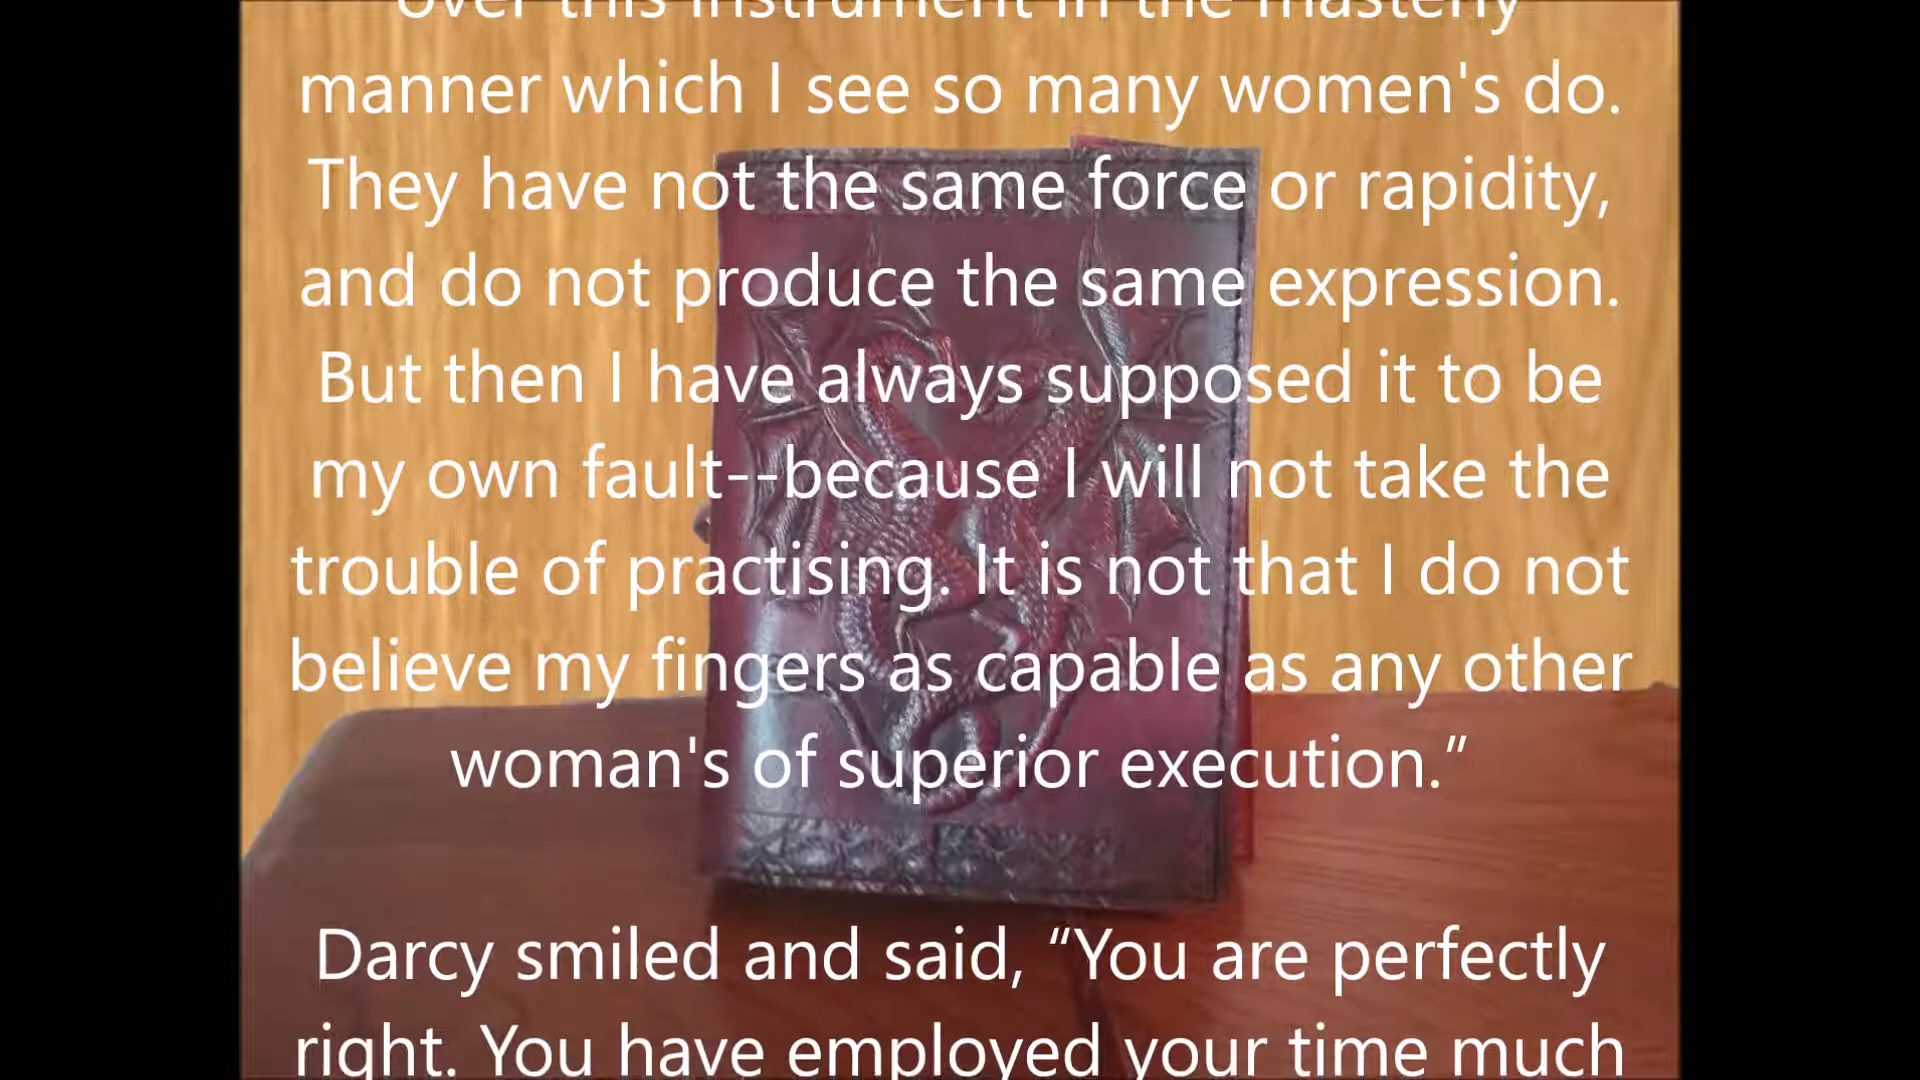 over this instrument in the masterly
manner which I see so many women's do.
They have not the same force or rapidity,
and do not produce the same expression.
But then I have always supposed it to be
my own fault--because I will not take the
trouble of practising. It is not that I do not
believe my fingers as capable as any other
woman's of superior execution.”
Darcy smiled and said, “You are perfectly
right. You have employed your time much